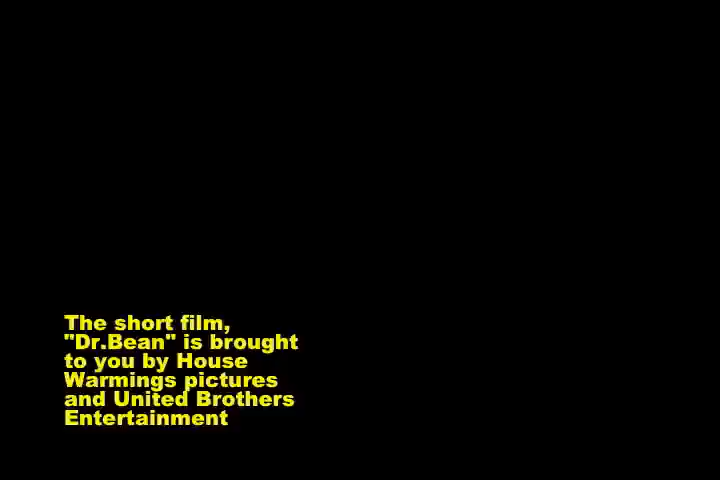 The short film,
"Dr.Bean" is brought
to you by House
Warmings pictures
and United Brothers
Entertainment